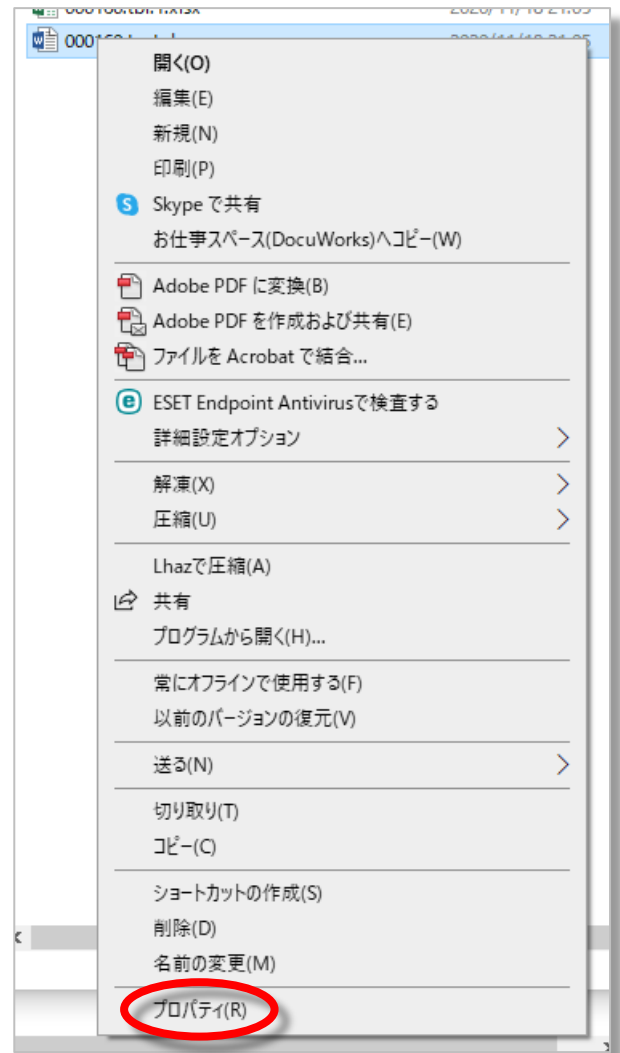 開く(O)
編集(E)
新規(N)
印刷(P)
Skype で共有
お仕事スペース(DocuWorks)へコピー(W)
Adobe PDF に変換(B)
Adobe PDF を作成および共有(E)
ファイルを Acrobat で結合...
ESET Endpoint Antivirusで検査する
詳細設定オプション
解凍(X)
圧縮(U)
Lhazで圧縮(A)
共有
プログラムから開く(H)...
常にオフラインで使用する(F)
以前のバージョンの復元(V)
送る(N)
切り取り(T)
コピー(C)
ショートカットの作成(S)
削除(D)
名前の変更(M)
プロパティ(R)